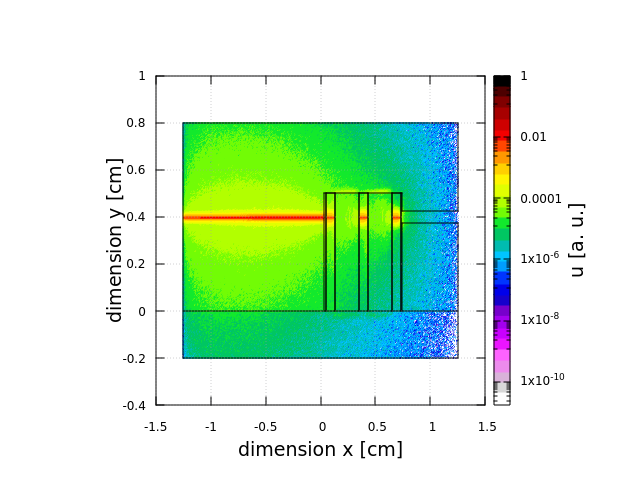 1
0.8
0.6
0.4
0.2
0
-0.2
-0.4
dimension y [cm]
-1.5 -1 -0.5 0 0.5 1 1.5
dimension x [cm]
1
0.01
0.0001
1x10⁻⁶
1x10⁻⁸
1x10⁻¹⁰
u [a. u.]